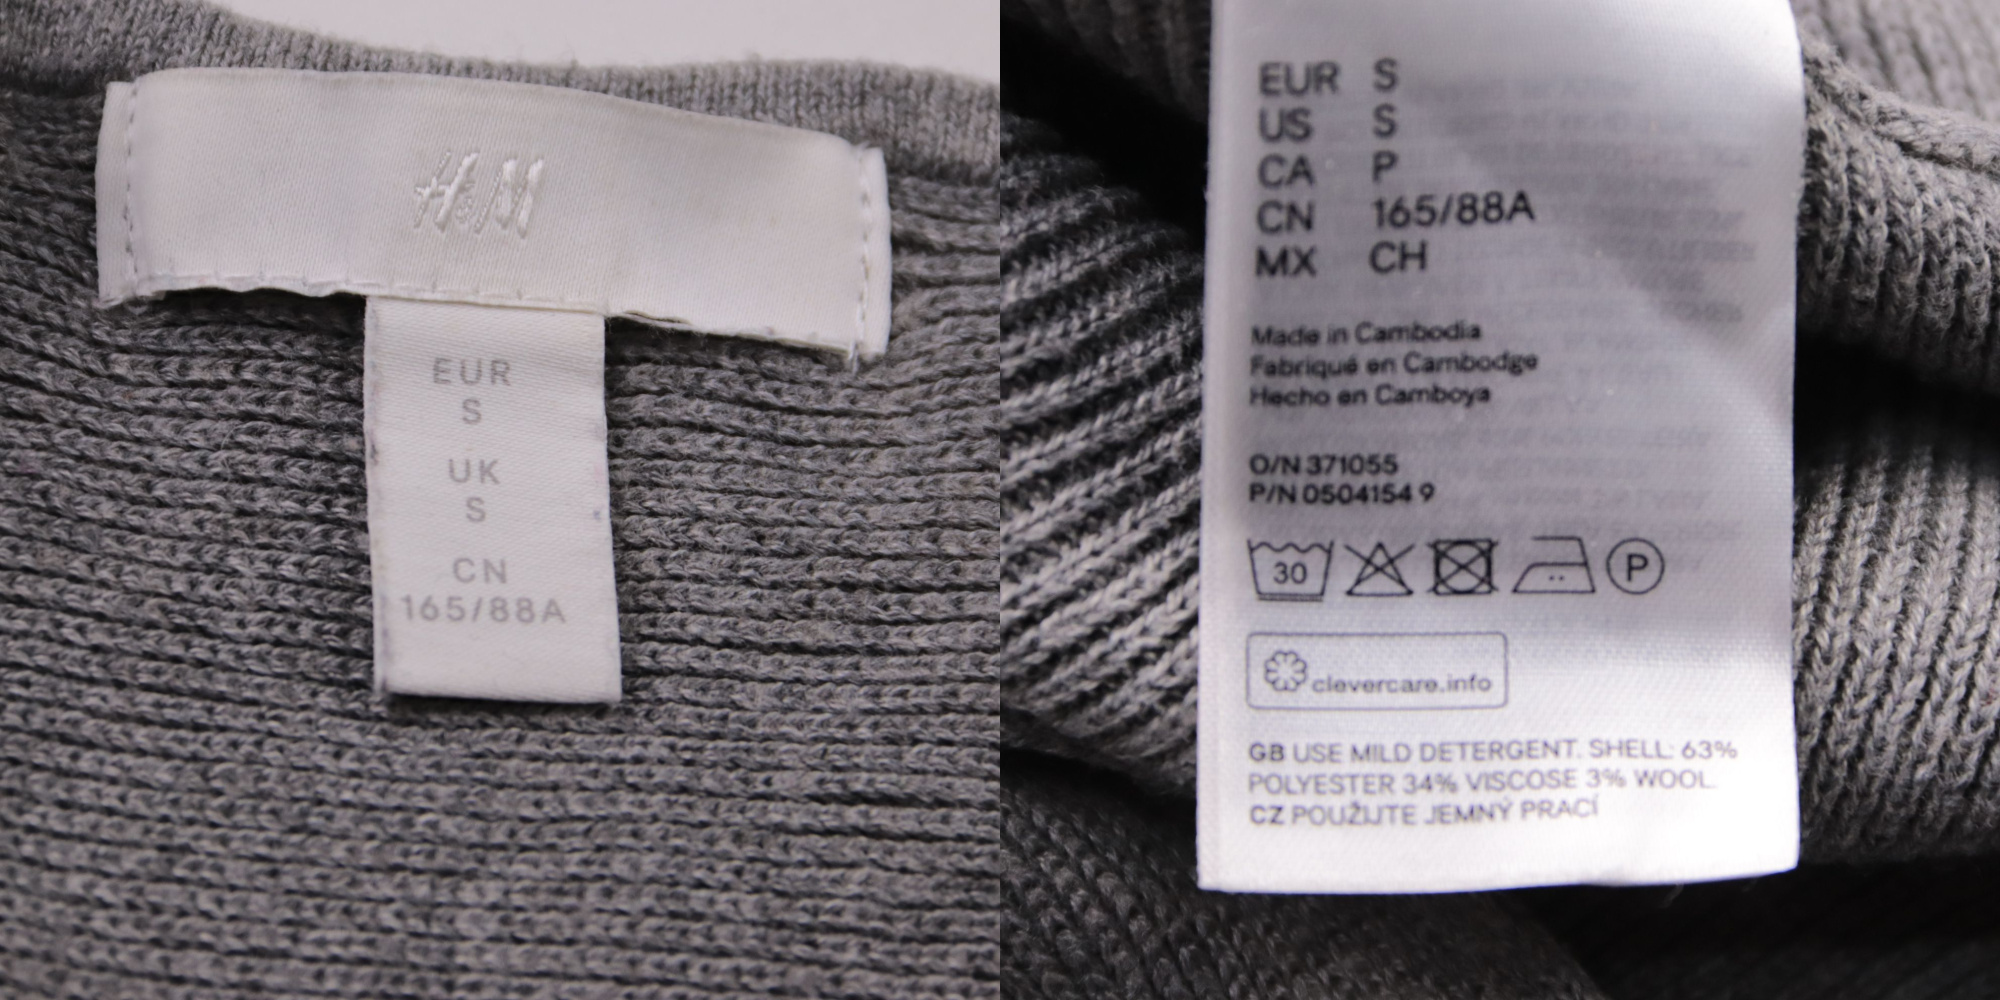 H&M
EUR
S
UK
S
CN
165/88A
EUR S
US S
CA P
CN 165/88A
MX CH
Made in Cambodia
Fabriqué en Cambodge
Hecho en Camboya
O/N 371055
P/N 0504154 9
30
P
clevercare.info
GB USE MILD DETERGENT. SHELL: 63%
POLYESTER 34% VISCOSE 3% WOOL
CZ POUŽIJTE JEMNÝ PRACÍ